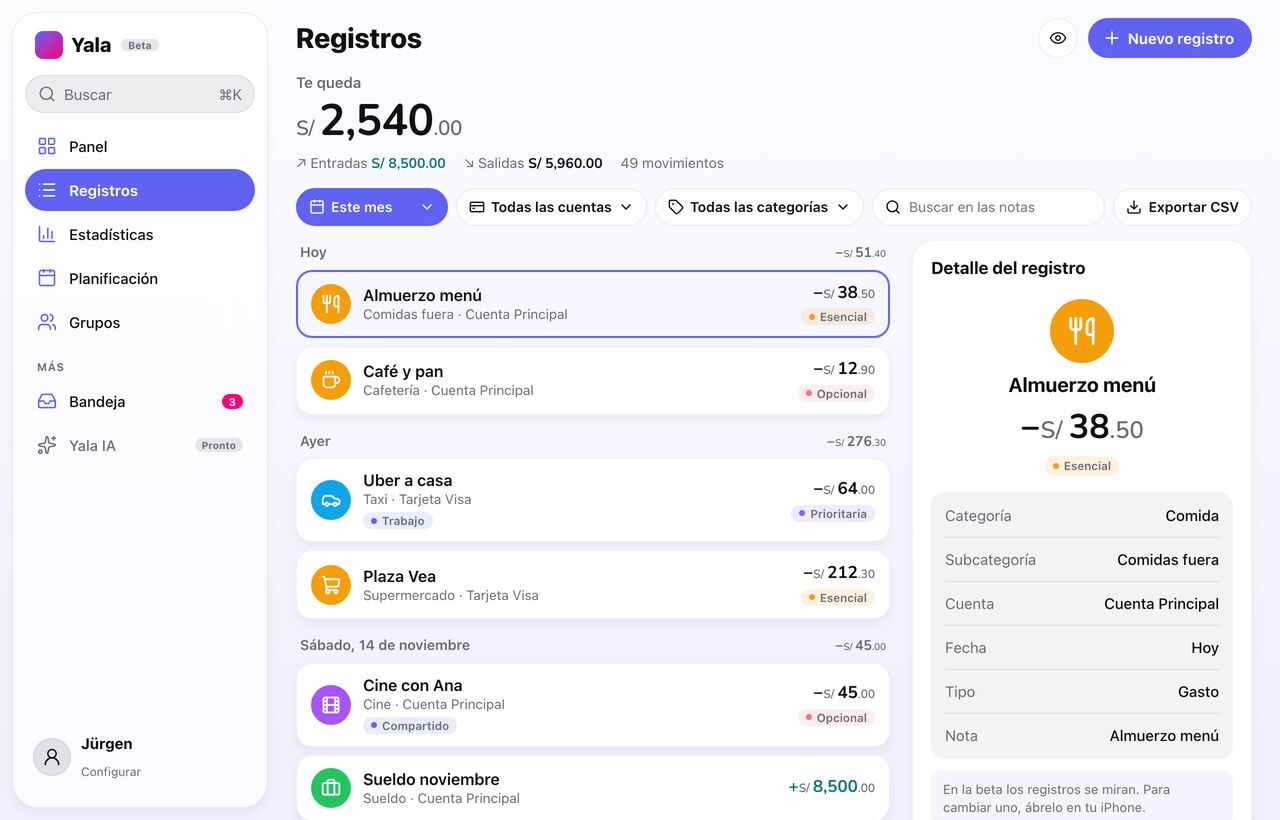 Yala Beta
Buscar ⌘K
Panel
Registros
Estadísticas
Planificación
Grupos
MÁS
Bandeja 3
Yala IA Pronto
Jürgen
Configurar
Registros
+ Nuevo registro
Te queda
S/ 2,540.00
↗ Entradas S/ 8,500.00 ↘ Salidas S/ 5,960.00 49 movimientos
Este mes
Todas las cuentas
Todas las categorías
Buscar en las notas
Exportar CSV
Hoy −S/ 51.40
Almuerzo menú −S/ 38.50
Comidas fuera · Cuenta Principal Esencial
Café y pan −S/ 12.90
Cafetería · Cuenta Principal Opcional
Ayer −S/ 276.30
Uber a casa −S/ 64.00
Taxi · Tarjeta Visa Prioritaria
Trabajo
Plaza Vea −S/ 212.30
Supermercado · Tarjeta Visa Esencial
Sábado, 14 de noviembre −S/ 45.00
Cine con Ana −S/ 45.00
Cine · Cuenta Principal Opcional
Compartido
Sueldo noviembre +S/ 8,500.00
Sueldo · Cuenta Principal
Detalle del registro
Almuerzo menú
−S/ 38.50
Esencial
Categoría Comida
Subcategoría Comidas fuera
Cuenta Cuenta Principal
Fecha Hoy
Tipo Gasto
Nota Almuerzo menú
En la beta los registros se miran. Para
cambiar uno, ábrelo en tu iPhone.